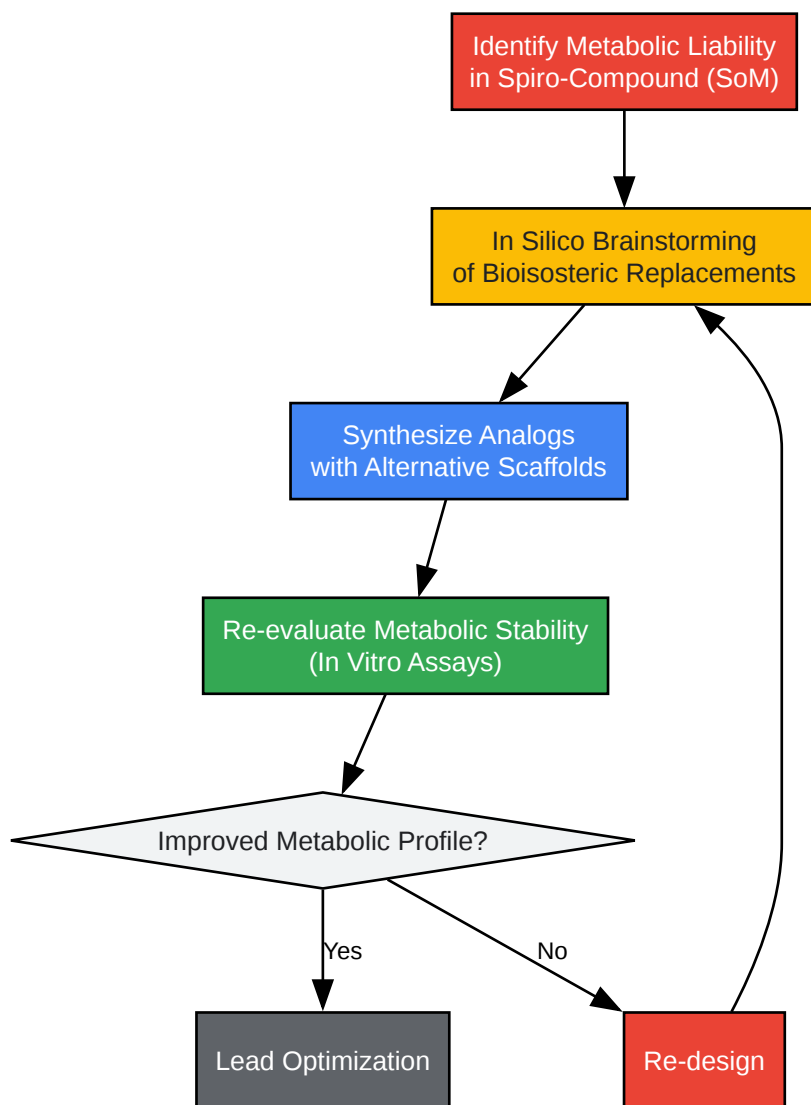 Identify Metabolic Liability
in Spiro-Compound (SoM)
In Silico Brainstorming
of Bioisosteric Replacements
Synthesize Analogs
with Alternative Scaffolds
Re-evaluate Metabolic Stability
(In Vitro Assays)
Improved Metabolic Profile?
Yes
No
Lead Optimization
Re-design